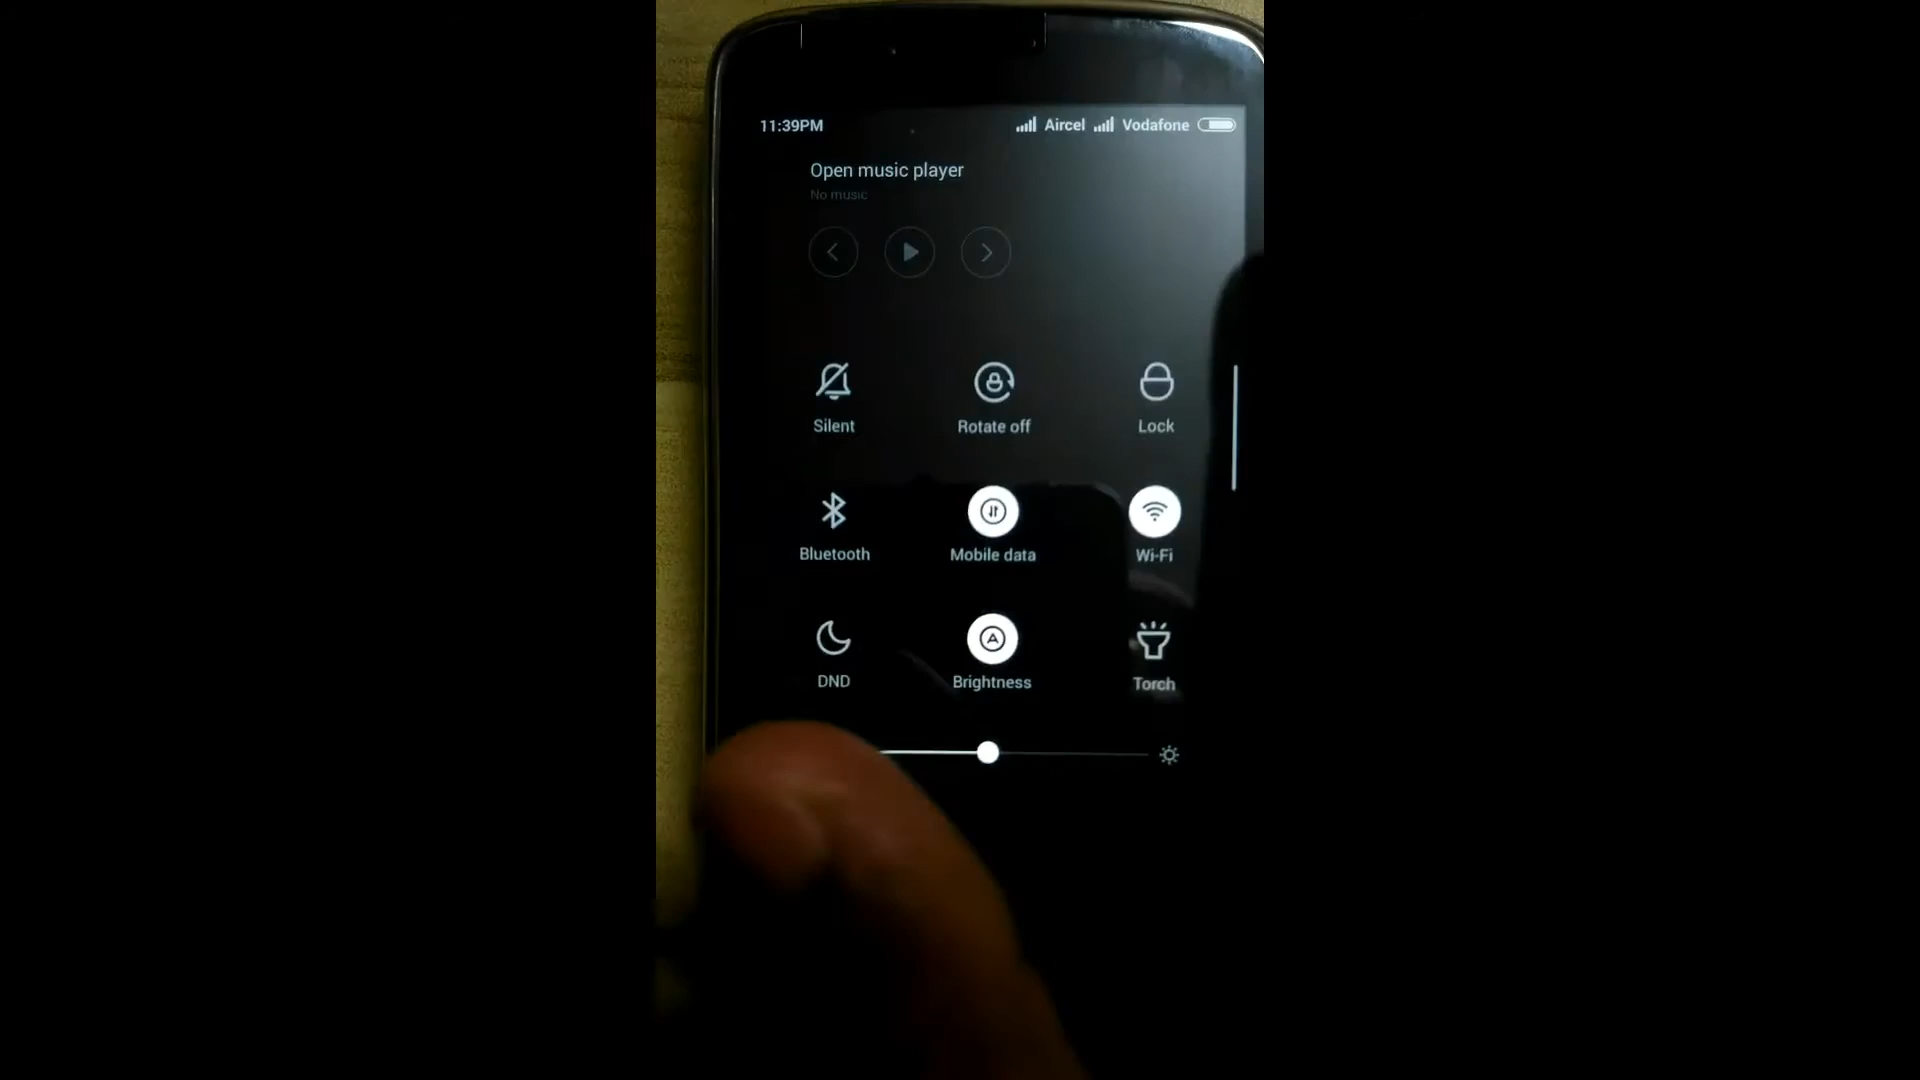 11:39PM Aircel Vodafone
Open music player
No music
Silent Rotate off Lock
Bluetooth Mobile data Wi-Fi
DND Brightness Torch